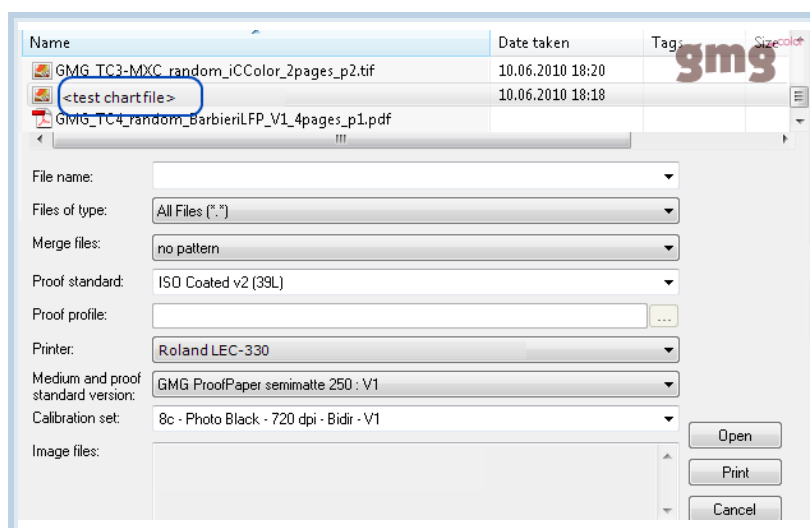 Name Date taken Tags Size
gmg color
GMG_TC3-MXC_random_iCColor_2pages_p2.tif 10.06.2010 18:20
<test chart file> 10.06.2010 18:18
GMG_TC4_random_BarbieriLFP_V1_4pages_p1.pdf
File name:
Files of type: All Files (*.*)
Merge files: no pattern
Proof standard: ISO Coated v2 (39L)
Proof profile: ...
Printer: Roland LEC-330
Medium and proof
standard version: GMG ProofPaper semimatte 250 : V1
Calibration set: 8c - Photo Black - 720 dpi - Bidir - V1
Open
Image files:
Print
Cancel